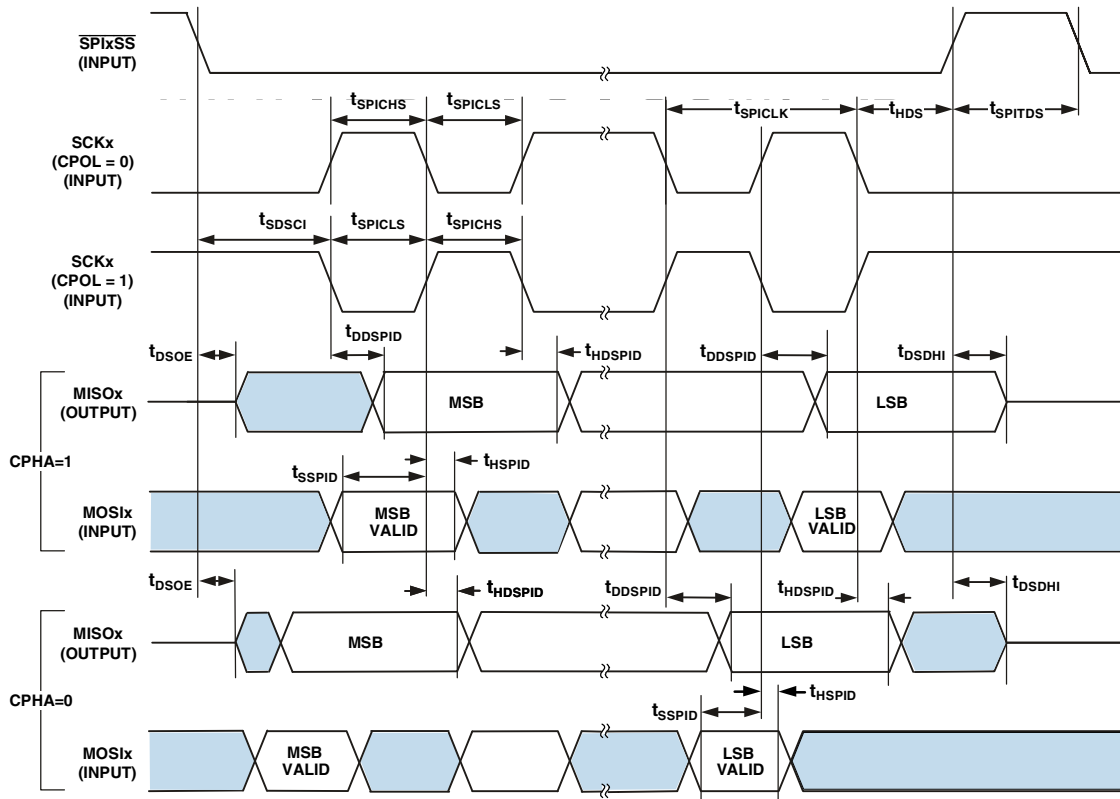 SPIxSS
(INPUT)
tSPICHS
tSPICLS
tSPICLK
tHDS
tSPITDS
SCKx
(CPOL = 0)
(INPUT)
tSDSCI
tSPICLS
tSPICHS
SCKx
(CPOL = 1)
(INPUT)
tDSOE
tDDSPID
tHDSPID
tDDSPID
tDSDHI
MISOx
(OUTPUT)
MSB
LSB
CPHA=1
tSSPID
tHSPID
MOSIx
(INPUT)
MSB
VALID
LSB
VALID
tDSOE
tHDSPID
tDDSPID
tHDSPID
tDSDHI
MISOx
(OUTPUT)
MSB
LSB
CPHA=0
tSSPID
tHSPID
MOSIx
(INPUT)
MSB
VALID
LSB
VALID